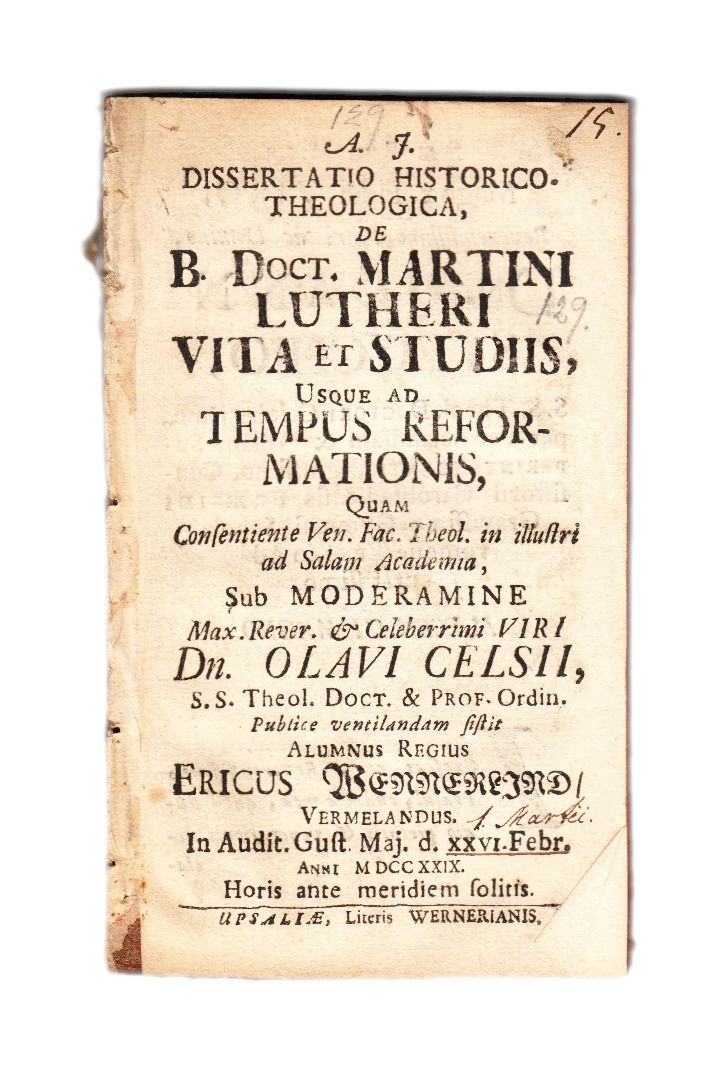 129
15.
A. J.
DISSERTATIO HISTORICO-
THEOLOGICA,
DE
B. DOCT. MARTINI
LUTHERI
129.
VITA ET STUDIIS,
USQUE AD
TEMPUS REFOR-
MATIONIS,
QUAM
Conſentiente Ven. Fac. Theol. in illuſtri
ad Salam Academia,
Sub MODERAMINE
Max. Rever. & Celeberrimi VIRI
Dn. OLAVI CELSII,
S. S. Theol. DOCT. & PROF. Ordin.
Publice ventilandam ſiſtit
ALUMNUS REGIUS
ERICUS WENNERLIND/
VERMELANDUS.
1. Martii.
In Audit. Guſt. Maj. d. XXVI. Febr.
ANNI MDCCXXIX.
Horis ante meridiem ſolitis.
UPSALIÆ, Literis WERNERIANIS.